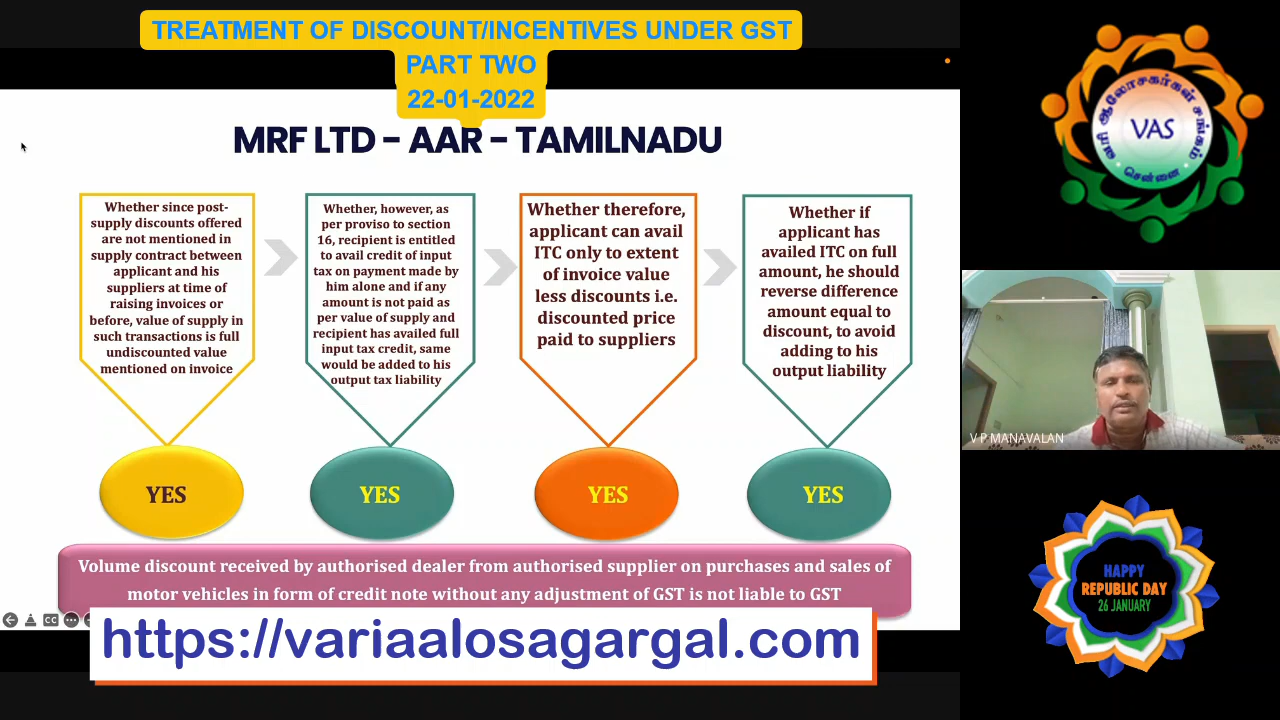 TREATMENT OF DISCOUNT/INCENTIVES UNDER GST
PART TWO
22-01-2022
MRF LTD – AAR – TAMILNADU
Whether since post-
supply discounts offered
are not mentioned in
supply contract between
applicant and his
suppliers at time of
raising invoices or
before, value of supply in
such transactions is full
undiscounted value
mentioned on invoice
Whether, however, as
per proviso to section
16, recipient is entitled
to avail credit of input
tax on payment made by
him alone and if any
amount is not paid as
per value of supply and
recipient has availed full
input tax credit, same
would be added to his
output tax liability
Whether therefore,
applicant can avail
ITC only to extent
of invoice value
less discounts i.e.
discounted price
paid to suppliers
Whether if
applicant has
availed ITC on full
amount, he should
reverse difference
amount equal to
discount, to avoid
adding to his
output liability
YES
YES
YES
YES
Volume discount received by authorised dealer from authorised supplier on purchases and sales of
motor vehicles in form of credit note without any adjustment of GST is not liable to GST
CC
https://variaalosagargal.com
வரி ஆலோசகர்கள் சங்கம்
VAS
சென்னை
V P MANAVALAN
HAPPY
REPUBLIC DAY
26 JANUARY